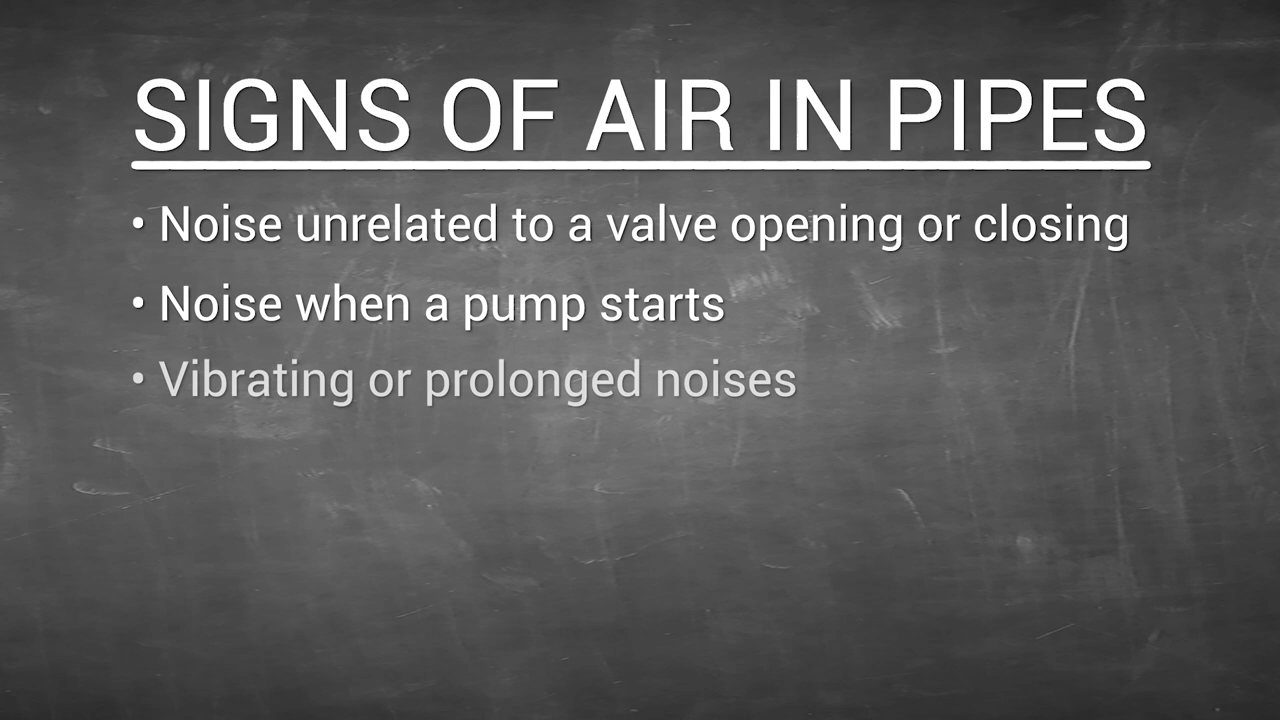 SIGNS OF AIR IN PIPES
• Noise unrelated to a valve opening or closing
• Noise when a pump starts
• Vibrating or prolonged noises